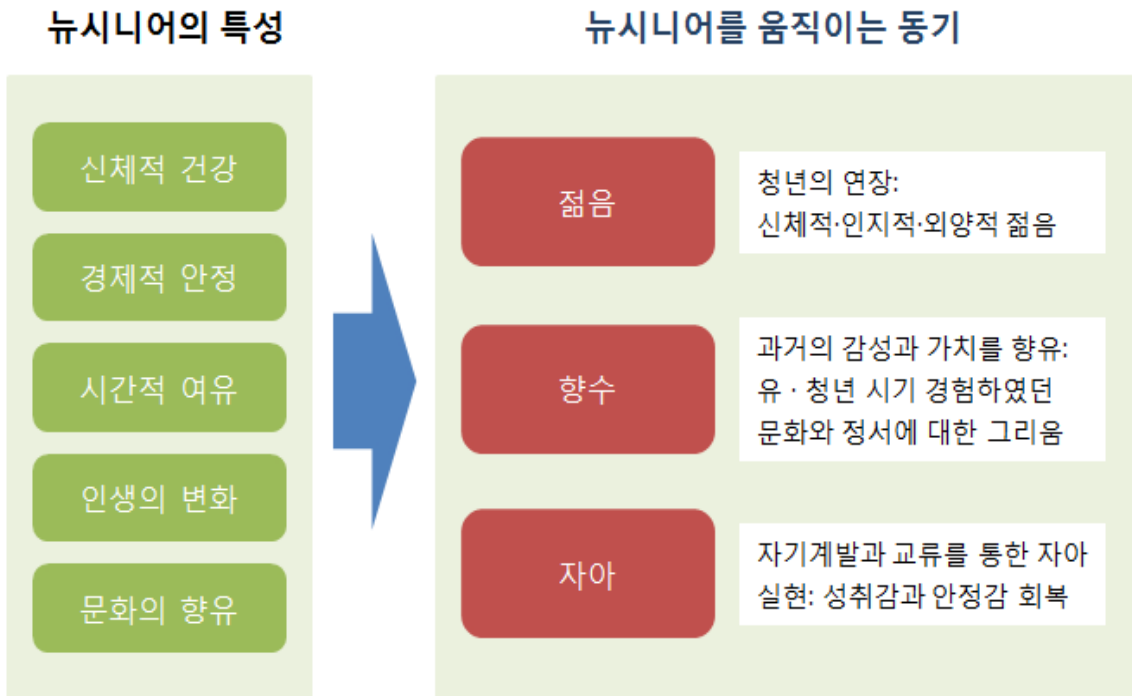 뉴시니어의 특성
신체적 건강
경제적 안정
시간적 여유
인생의 변화
문화의 향유
뉴시니어를 움직이는 동기
젊음
청년의 연장:
신체적·인지적·외양적 젊음
향수
과거의 감성과 가치를 향유:
유 · 청년 시기 경험하였던
문화와 정서에 대한 그리움
자아
자기계발과 교류를 통한 자아
실현: 성취감과 안정감 회복